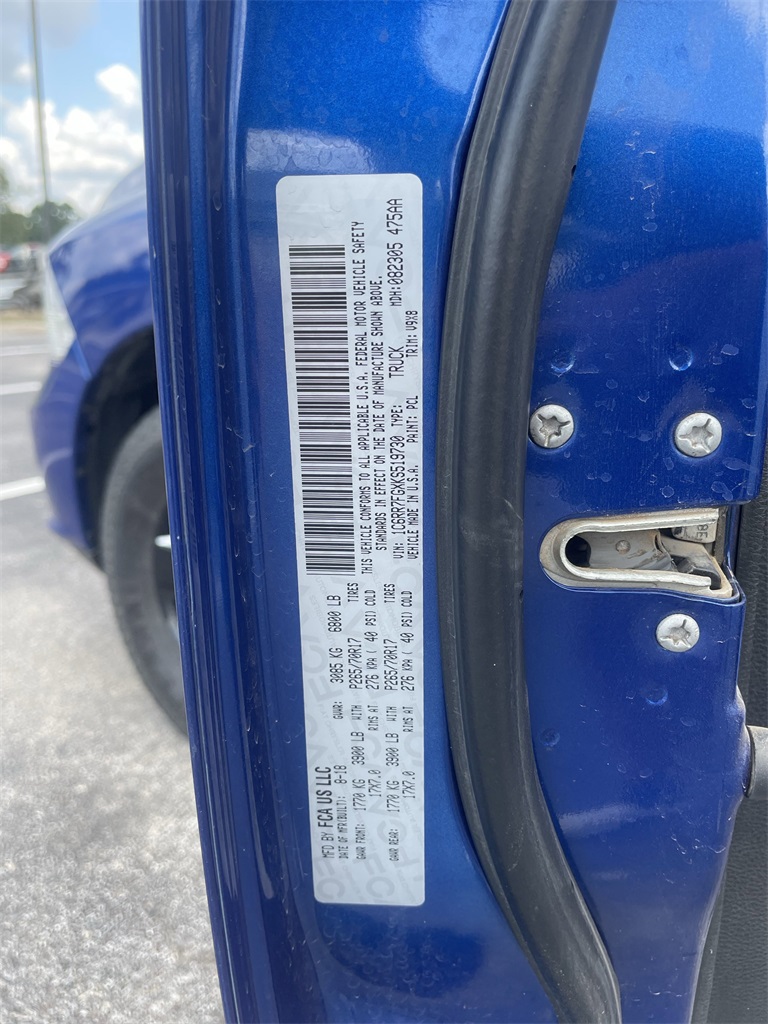 MFD BY FCA US LLC
DATE OF MFR(BUILT): 8-18 GVWR: 3085 KG 6800 LB
GAWR FRONT: 1770 KG 3900 LB WITH P265/70R17 TIRES
17X7.0 RIMS AT 276 KPA ( 40 PSI) COLD
GAWR REAR: 1770 KG 3900 LB WITH P265/70R17 TIRES
17X7.0 RIMS AT 276 KPA ( 40 PSI) COLD
THIS VEHICLE CONFORMS TO ALL APPLICABLE U.S.A. FEDERAL MOTOR VEHICLE SAFETY
STANDARDS IN EFFECT ON THE DATE OF MANUFACTURE SHOWN ABOVE.
VIN: 1C6RR7FGXKS519730 TYPE: TRUCK MDH:082305 475AA
VEHICLE MADE IN U.S.A. PAINT: PCL TRIM: V9X8